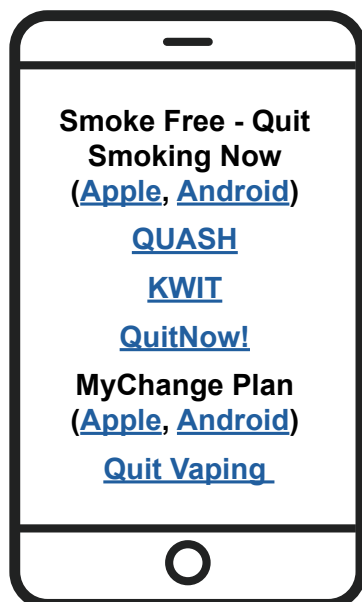 Smoke Free - Quit
Smoking Now
(Apple, Android)
QUASH
KWIT
QuitNow!
MyChange Plan
(Apple, Android)
Quit Vaping